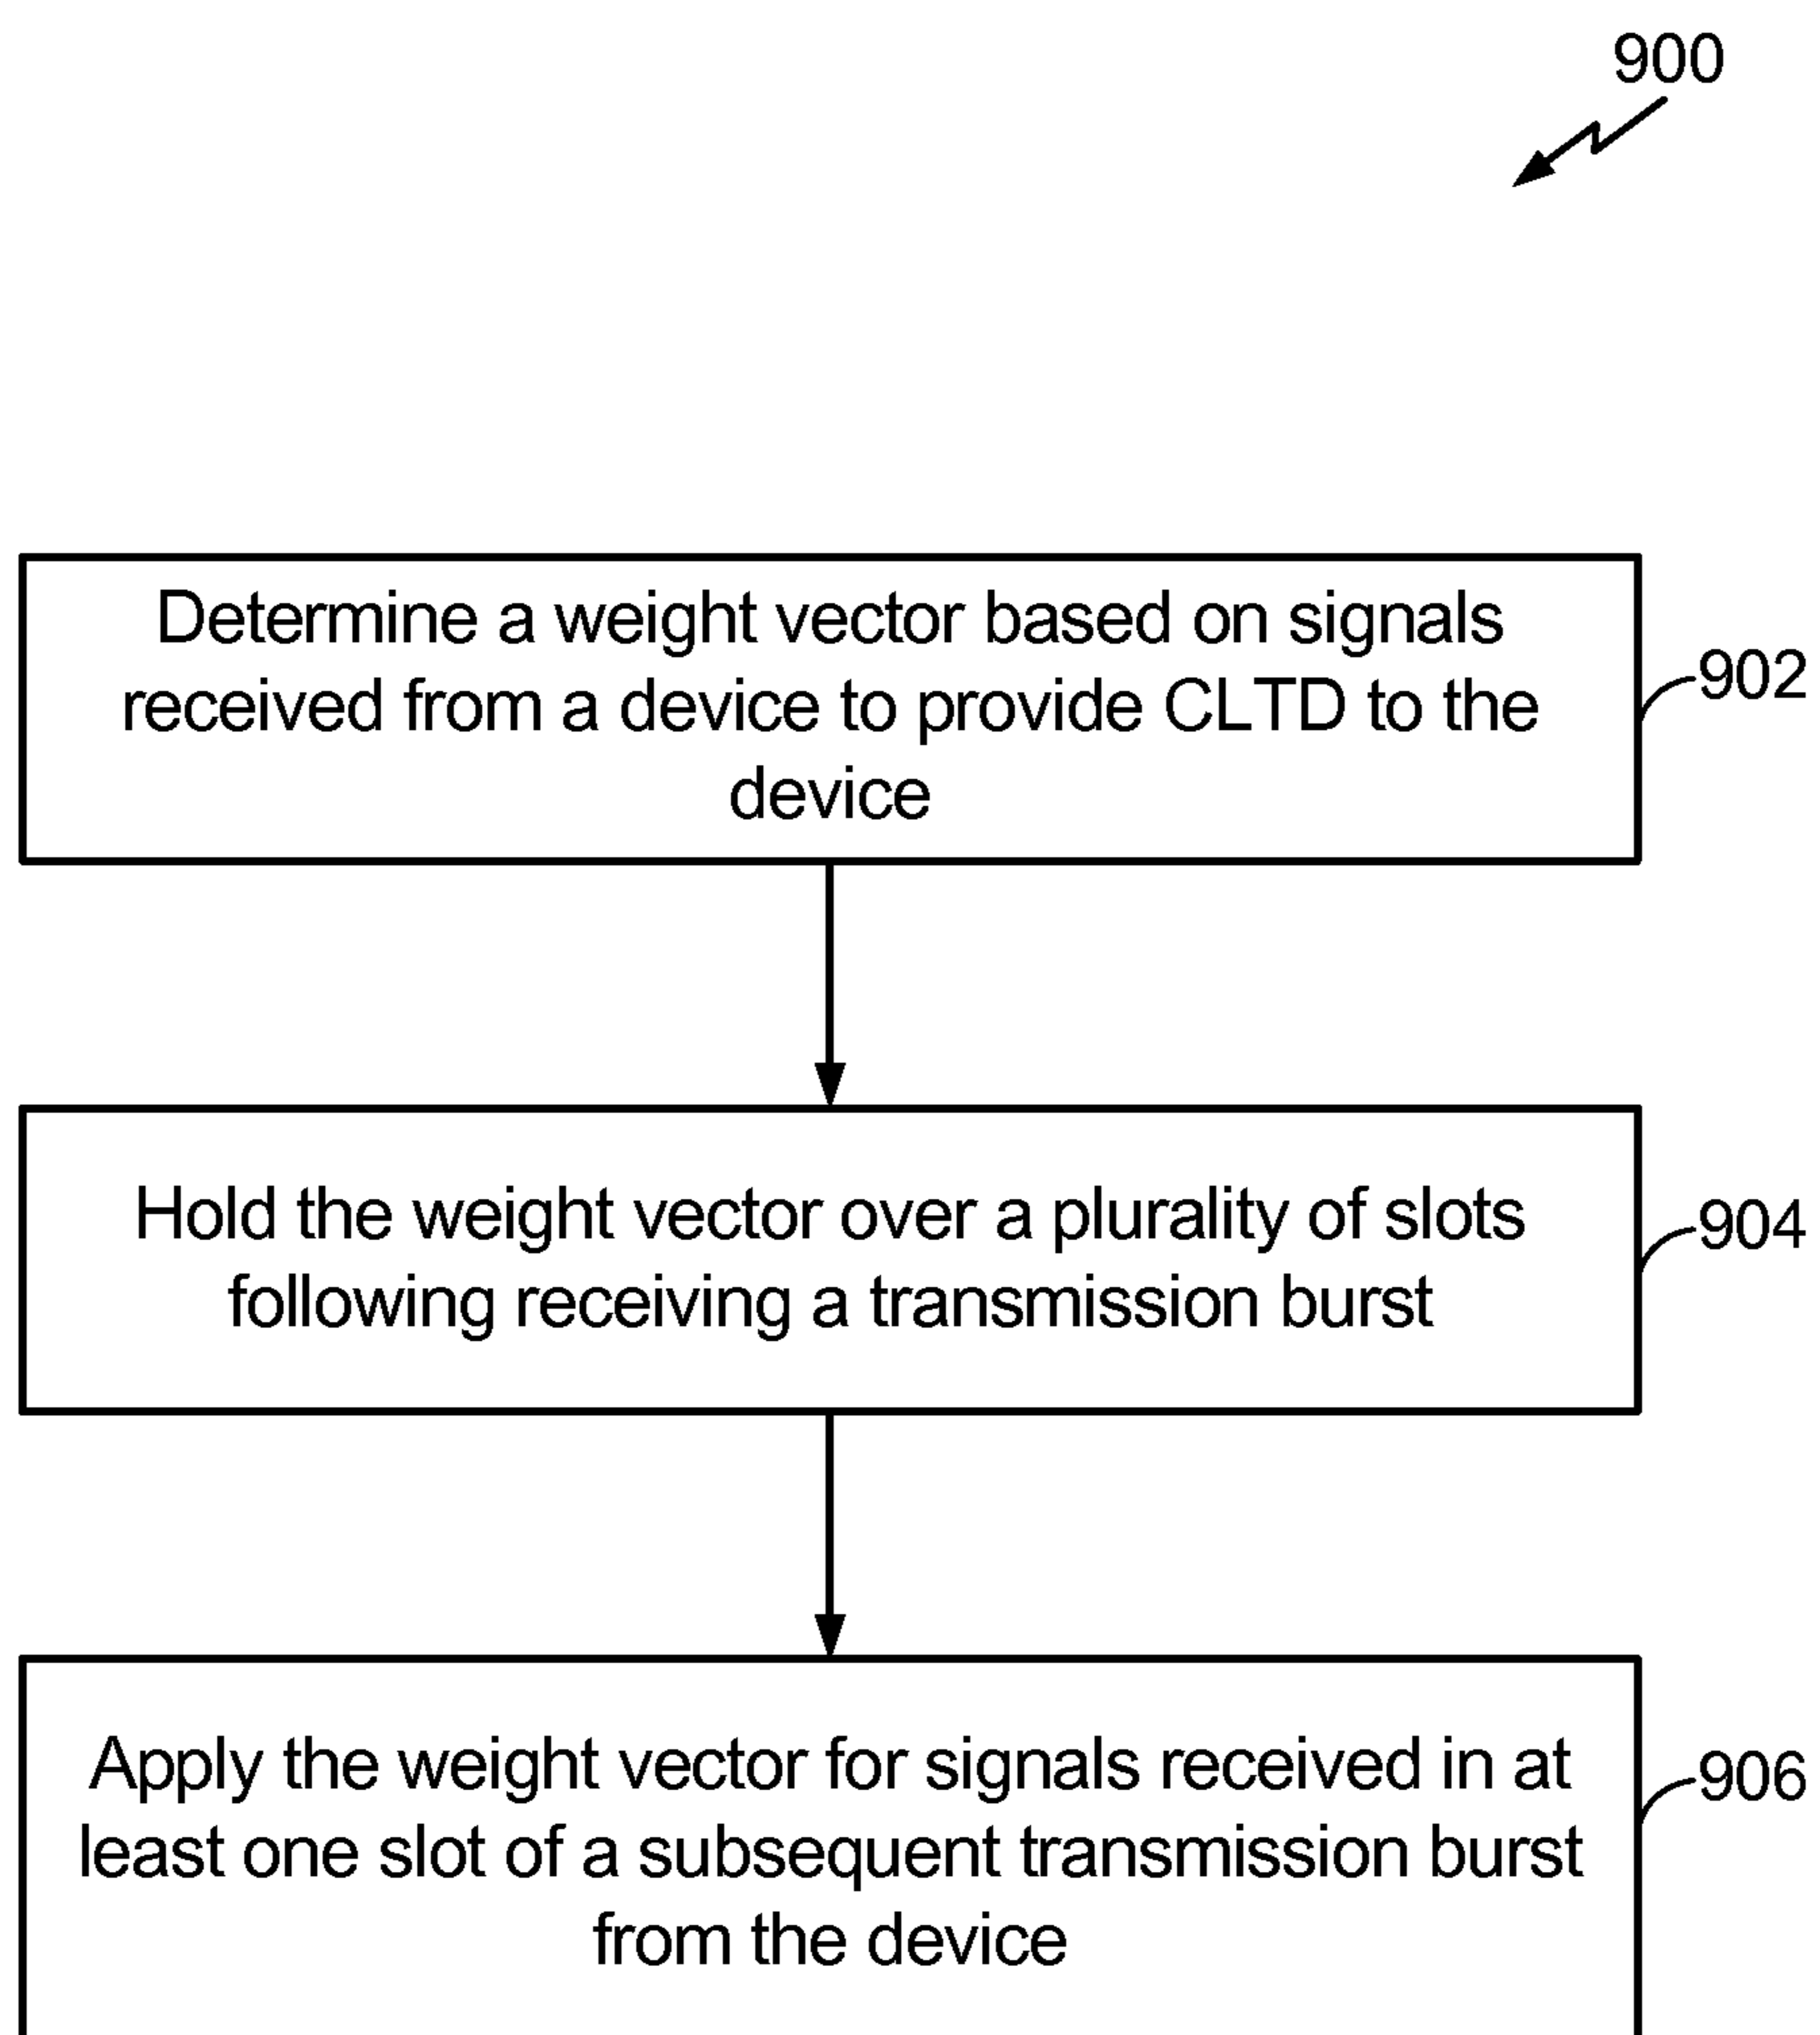 900
Determine a weight vector based on signals
received from a device to provide CLTD to the
device
902
Hold the weight vector over a plurality of slots
following receiving a transmission burst
904
Apply the weight vector for signals received in at
least one slot of a subsequent transmission burst
from the device
906